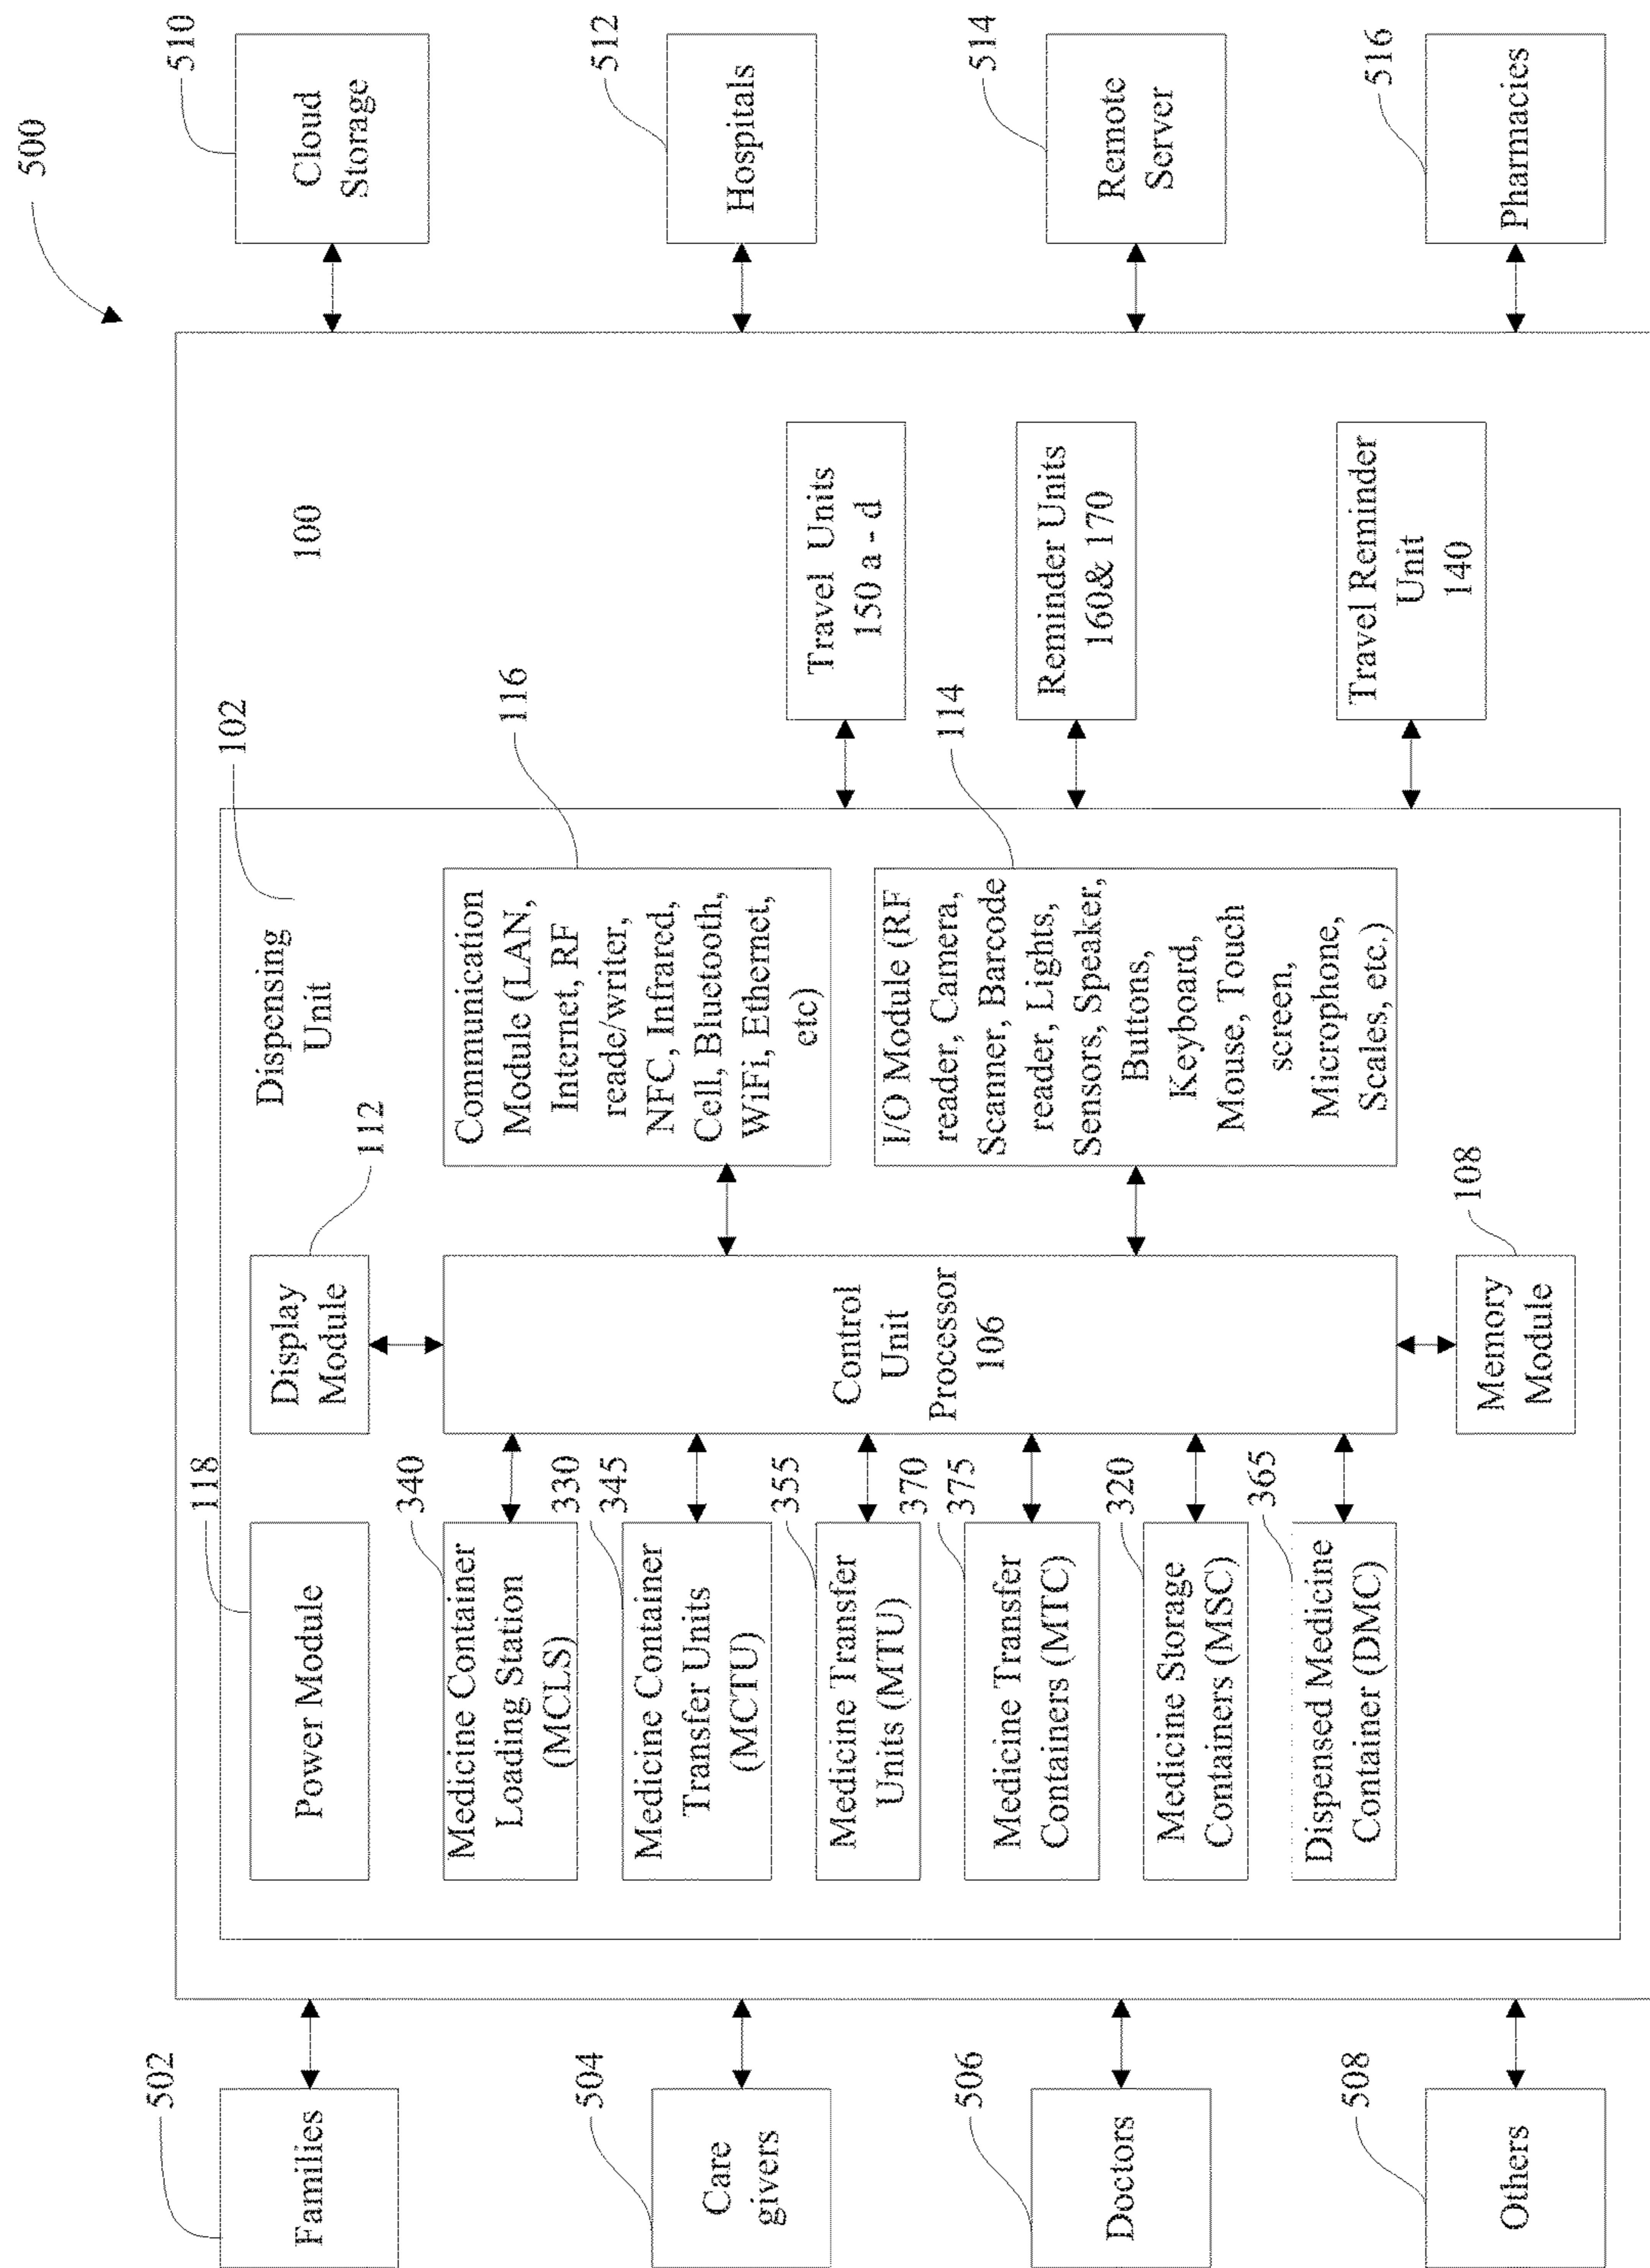 500
502
Families
504
Care
givers
506
Doctors
508
Others
510
Cloud
Storage
512
Hospitals
514
Remote
Server
516
Pharmacies
100
102
Dispensing
Unit
118
Power Module
112
Display
Module
340
Medicine Container
Loading Station
(MCLS)
330
345
Medicine Container
Transfer Units
(MCTU)
355
Medicine Transfer
Units (MTU)
370
375
Medicine Transfer
Containers (MTC)
320
Medicine Storage
Containers (MSC)
365
Dispensed Medicine
Container (DMC)
Control
Unit
Processor
106
108
Memory
Module
116
Communication
Module (LAN,
Internet, RF
reade/writer,
NFC, Infrared,
Cell, Bluetooth,
WiFi, Ethernet,
etc)
114
I/O Module (RF
reader, Camera,
Scanner, Barcode
reader, Lights,
Sensors, Speaker,
Buttons,
Keyboard,
Mouse, Touch
screen,
Microphone,
Scales, etc.)
Travel Units
150 a - d
Reminder Units
160& 170
Travel Reminder
Unit
140